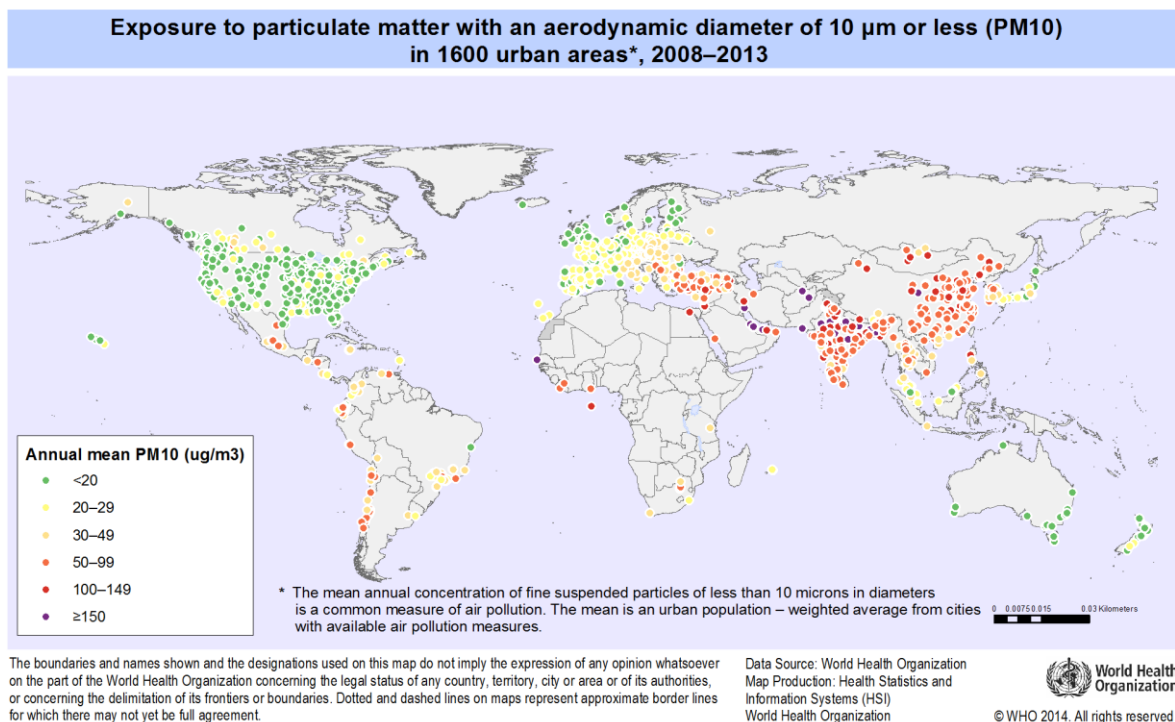 Exposure to particulate matter with an aerodynamic diameter of 10 µm or less (PM10)
in 1600 urban areas*, 2008–2013
Annual mean PM10 (ug/m3)
<20
20–29
30–49
50–99
100–149
≥150
* The mean annual concentration of fine suspended particles of less than 10 microns in diameters
is a common measure of air pollution. The mean is an urban population – weighted average from cities
with available air pollution measures.
0 0.0075 0.015 0.03 Kilometers
The boundaries and names shown and the designations used on this map do not imply the expression of any opinion whatsoever
on the part of the World Health Organization concerning the legal status of any country, territory, city or area or of its authorities,
or concerning the delimitation of its frontiers or boundaries. Dotted and dashed lines on maps represent approximate border lines
for which there may not yet be full agreement.
Data Source: World Health Organization
Map Production: Health Statistics and
Information Systems (HSI)
World Health Organization
World Health
Organization
© WHO 2014. All rights reserved.